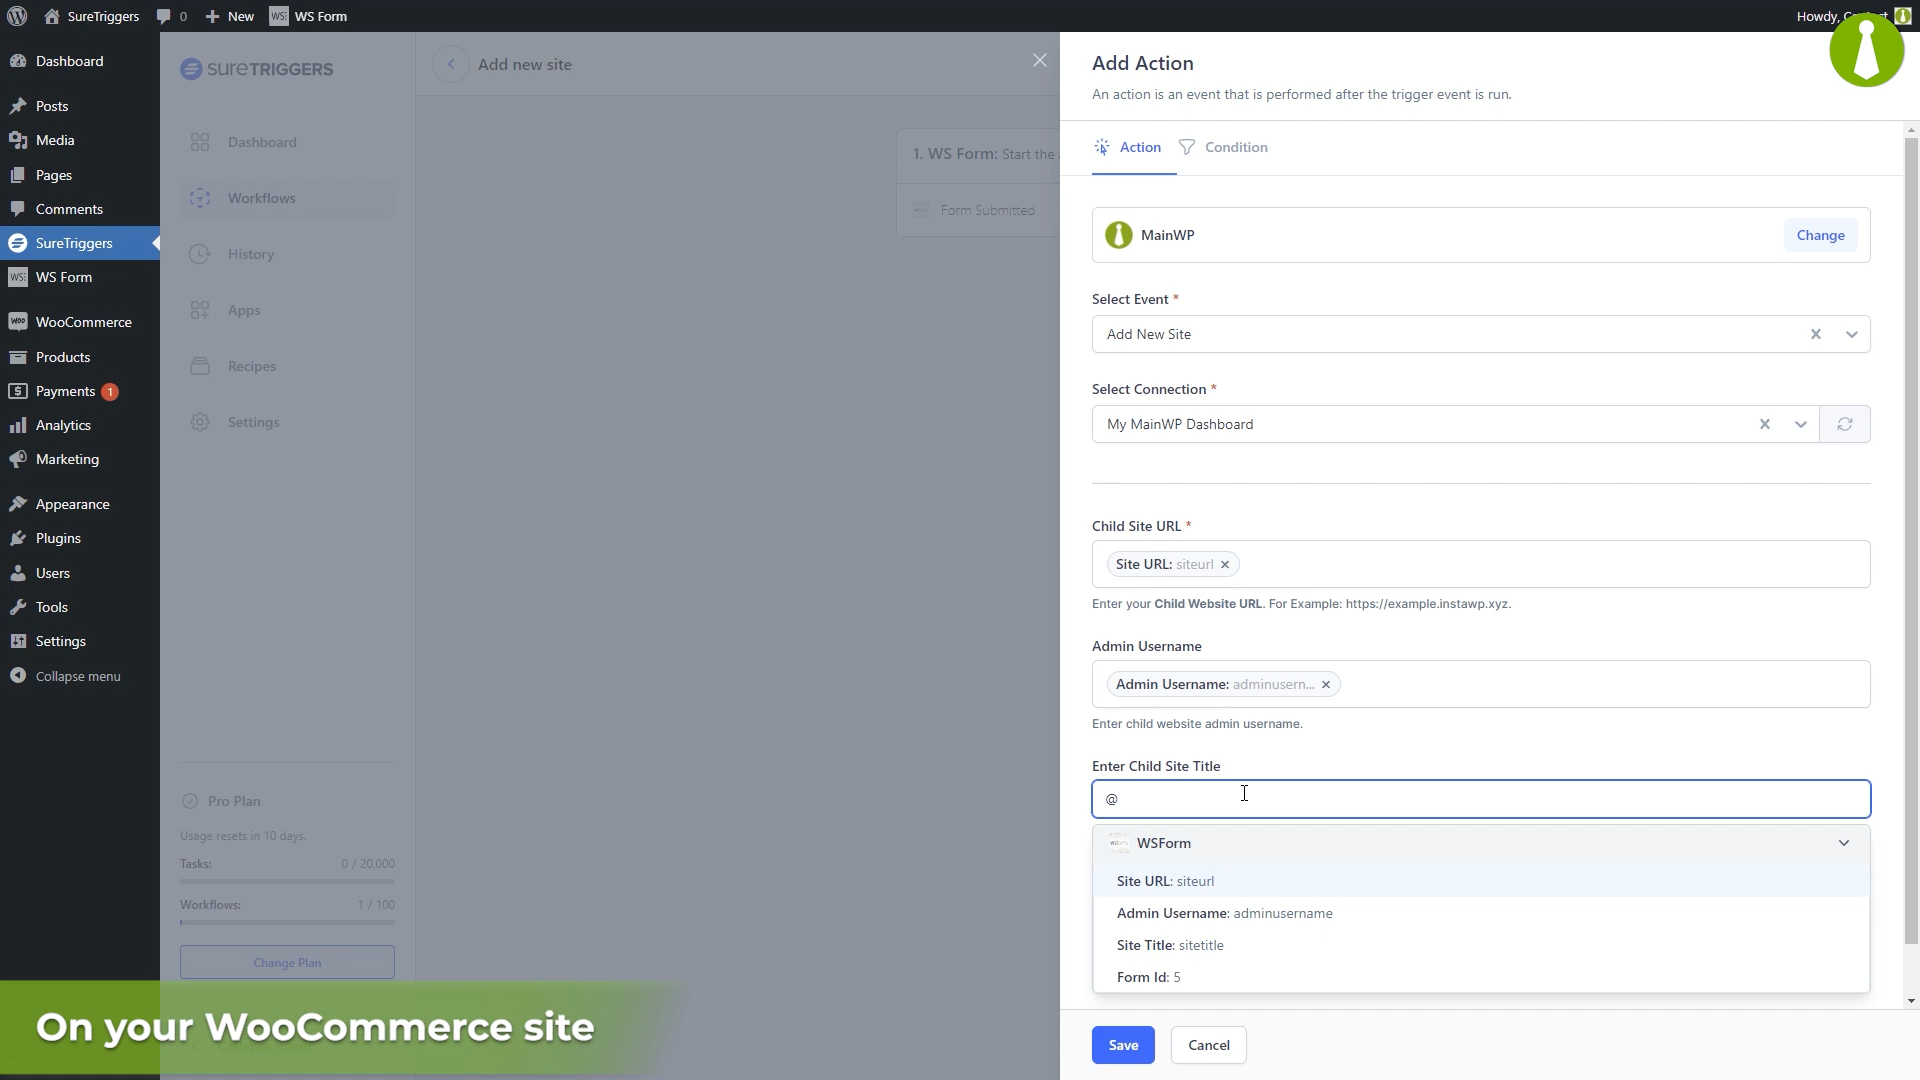 SureTriggers 0 New WS Form
Howdy,
Dashboard
Posts
Media
Pages
Comments
SureTriggers
WS Form
WooCommerce
Products
Payments 1
Analytics
Marketing
Appearance
Plugins
Users
Tools
Settings
Collapse menu
SureTRIGGERS
Dashboard
Workflows
History
Apps
Recipes
Settings
Pro Plan
Usage resets in 10 days.
Tasks: 0 / 20,000
Workflows: 1 / 100
Change Plan
Add new site
1. WS Form: Start the
Form Submitted
Add Action
An action is an event that is performed after the trigger event is run.
Action Condition
MainWP Change
Select Event *
Add New Site
Select Connection *
My MainWP Dashboard
Child Site URL *
Site URL: siteurl ×
Enter your Child Website URL. For Example: https://example.instawp.xyz.
Admin Username
Admin Username: adminusern... ×
Enter child website admin username.
Enter Child Site Title
@
WSForm
Site URL: siteurl
Admin Username: adminusername
Site Title: sitetitle
Form Id: 5
Save Cancel
On your WooCommerce site